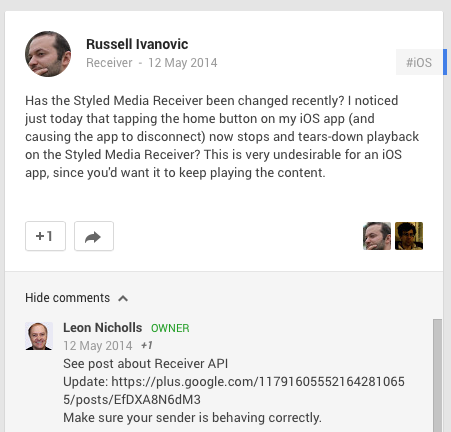 Russell Ivanovic
Receiver - 12 May 2014
#iOS
Has the Styled Media Receiver been changed recently? I noticed
just today that tapping the home button on my iOS app (and
causing the app to disconnect) now stops and tears-down playback
on the Styled Media Receiver? This is very undesirable for an iOS
app, since you'd want it to keep playing the content.
+1
Hide comments
Leon Nicholls OWNER
12 May 2014 +1
See post about Receiver API
Update: https://plus.google.com/11791605552164281065
5/posts/EfDXA8N6dM3
Make sure your sender is behaving correctly.